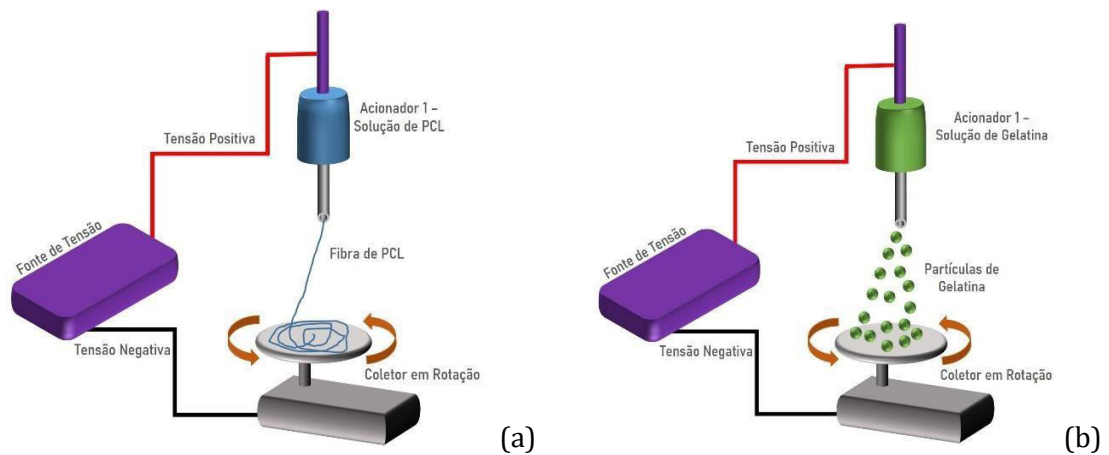 Acionador 1 –
Solução de PCL
Tensão Positiva
Fonte de Tensão
Fibra de PCL
Tensão Negativa
Coletor em Rotação
(a)
Acionador 1 –
Solução de Gelatina
Tensão Positiva
Fonte de Tensão
Partículas de
Gelatina
Tensão Negativa
Coletor em Rotação
(b)